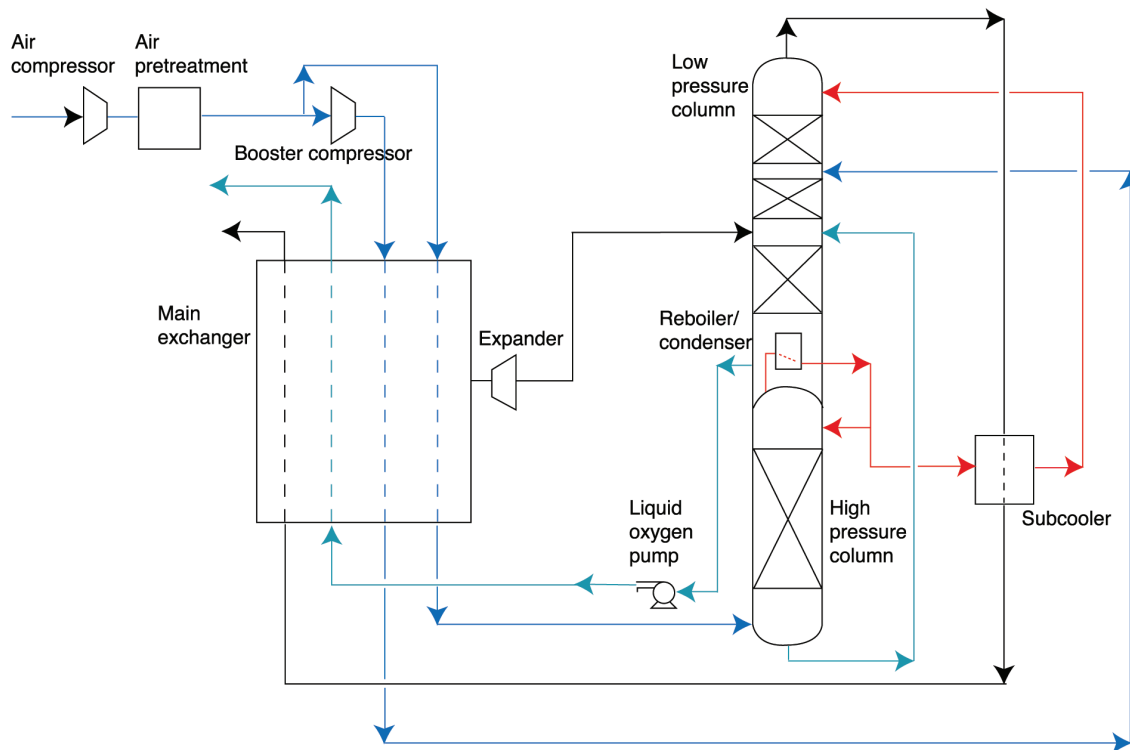 Air
compressor
Air
pretreatment
Booster compressor
Low
pressure
column
Main
exchanger
Expander
Reboiler/
condenser
Liquid
oxygen
pump
High
pressure
column
Subcooler